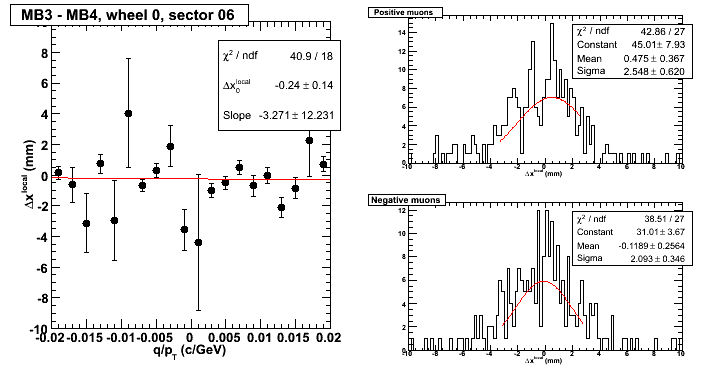 MB3 - MB4, wheel 0, sector 06
χ² / ndf 40.9 / 18
Δx₀^local -0.24 ± 0.14
Slope -3.271 ± 12.231
Δx^local (mm)
8
6
4
2
0
-2
-4
-6
-8
-10
-0.02 -0.015 -0.01 -0.005 0 0.005 0.01 0.015 0.02
q/p_T (c/GeV)
Positive muons
χ² / ndf 42.86 / 27
Constant 45.01 ± 7.93
Mean 0.475 ± 0.367
Sigma 2.548 ± 0.620
14
12
10
8
6
4
2
0
-10 -8 -6 -4 -2 0 2 4 6 8 10
Δx^local (mm)
Negative muons
χ² / ndf 38.51 / 27
Constant 31.01 ± 3.67
Mean -0.1189 ± 0.2564
Sigma 2.093 ± 0.346
12
10
8
6
4
2
0
-10 -8 -6 -4 -2 0 2 4 6 8 10
Δx^local (mm)